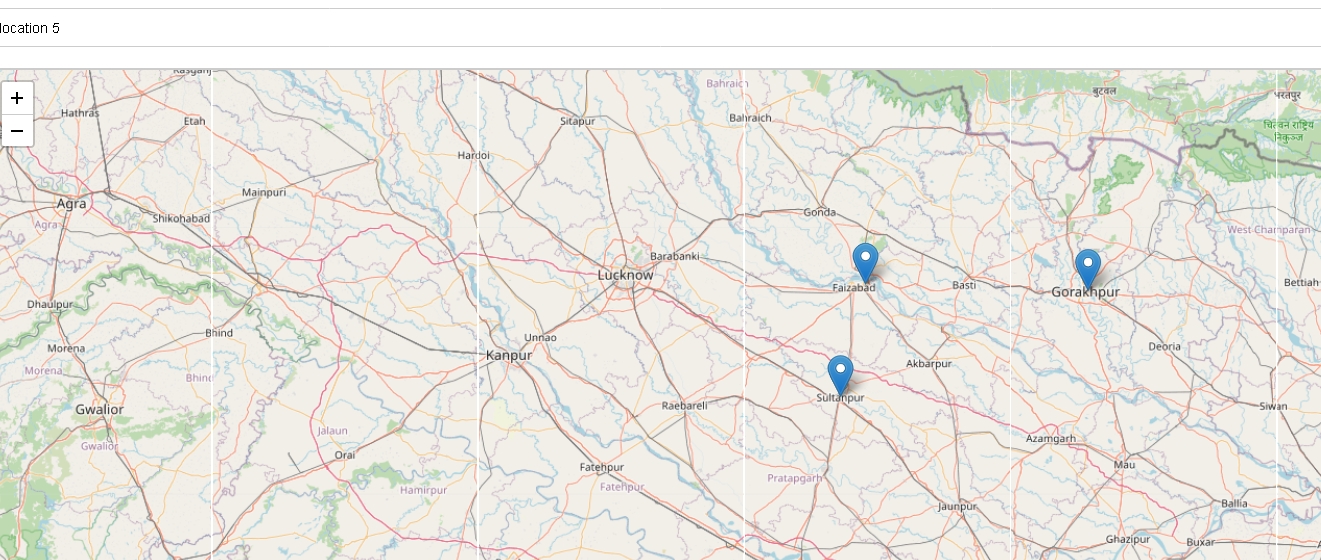 location 5
+
−
Kasganj
Bahraich
Hathras
Etah
Sitapur
Bahraich
बुटवल
भरतपुर
चितवन राष्ट्रिय
निकुञ्ज
Hardoi
Mainpuri
Agra
Agra
Shikohabad
Gonda
West Champaran
Barabanki
Lucknow
Faizabad
Basti
Gorakhpur
Bettiah
Dhaulpur
Bhind
Morena
Unnao
Kanpur
Deoria
Akbarpur
Morena
Bhind
Gwalior
Sultanpur
Raebareli
Siwan
Jalaun
Gwalior
Azamgarh
Orai
Fatehpur
Mau
Hamirpur
Fatehpur
Pratapgarh
Jaunpur
Ballia
Ghazipur
Buxar